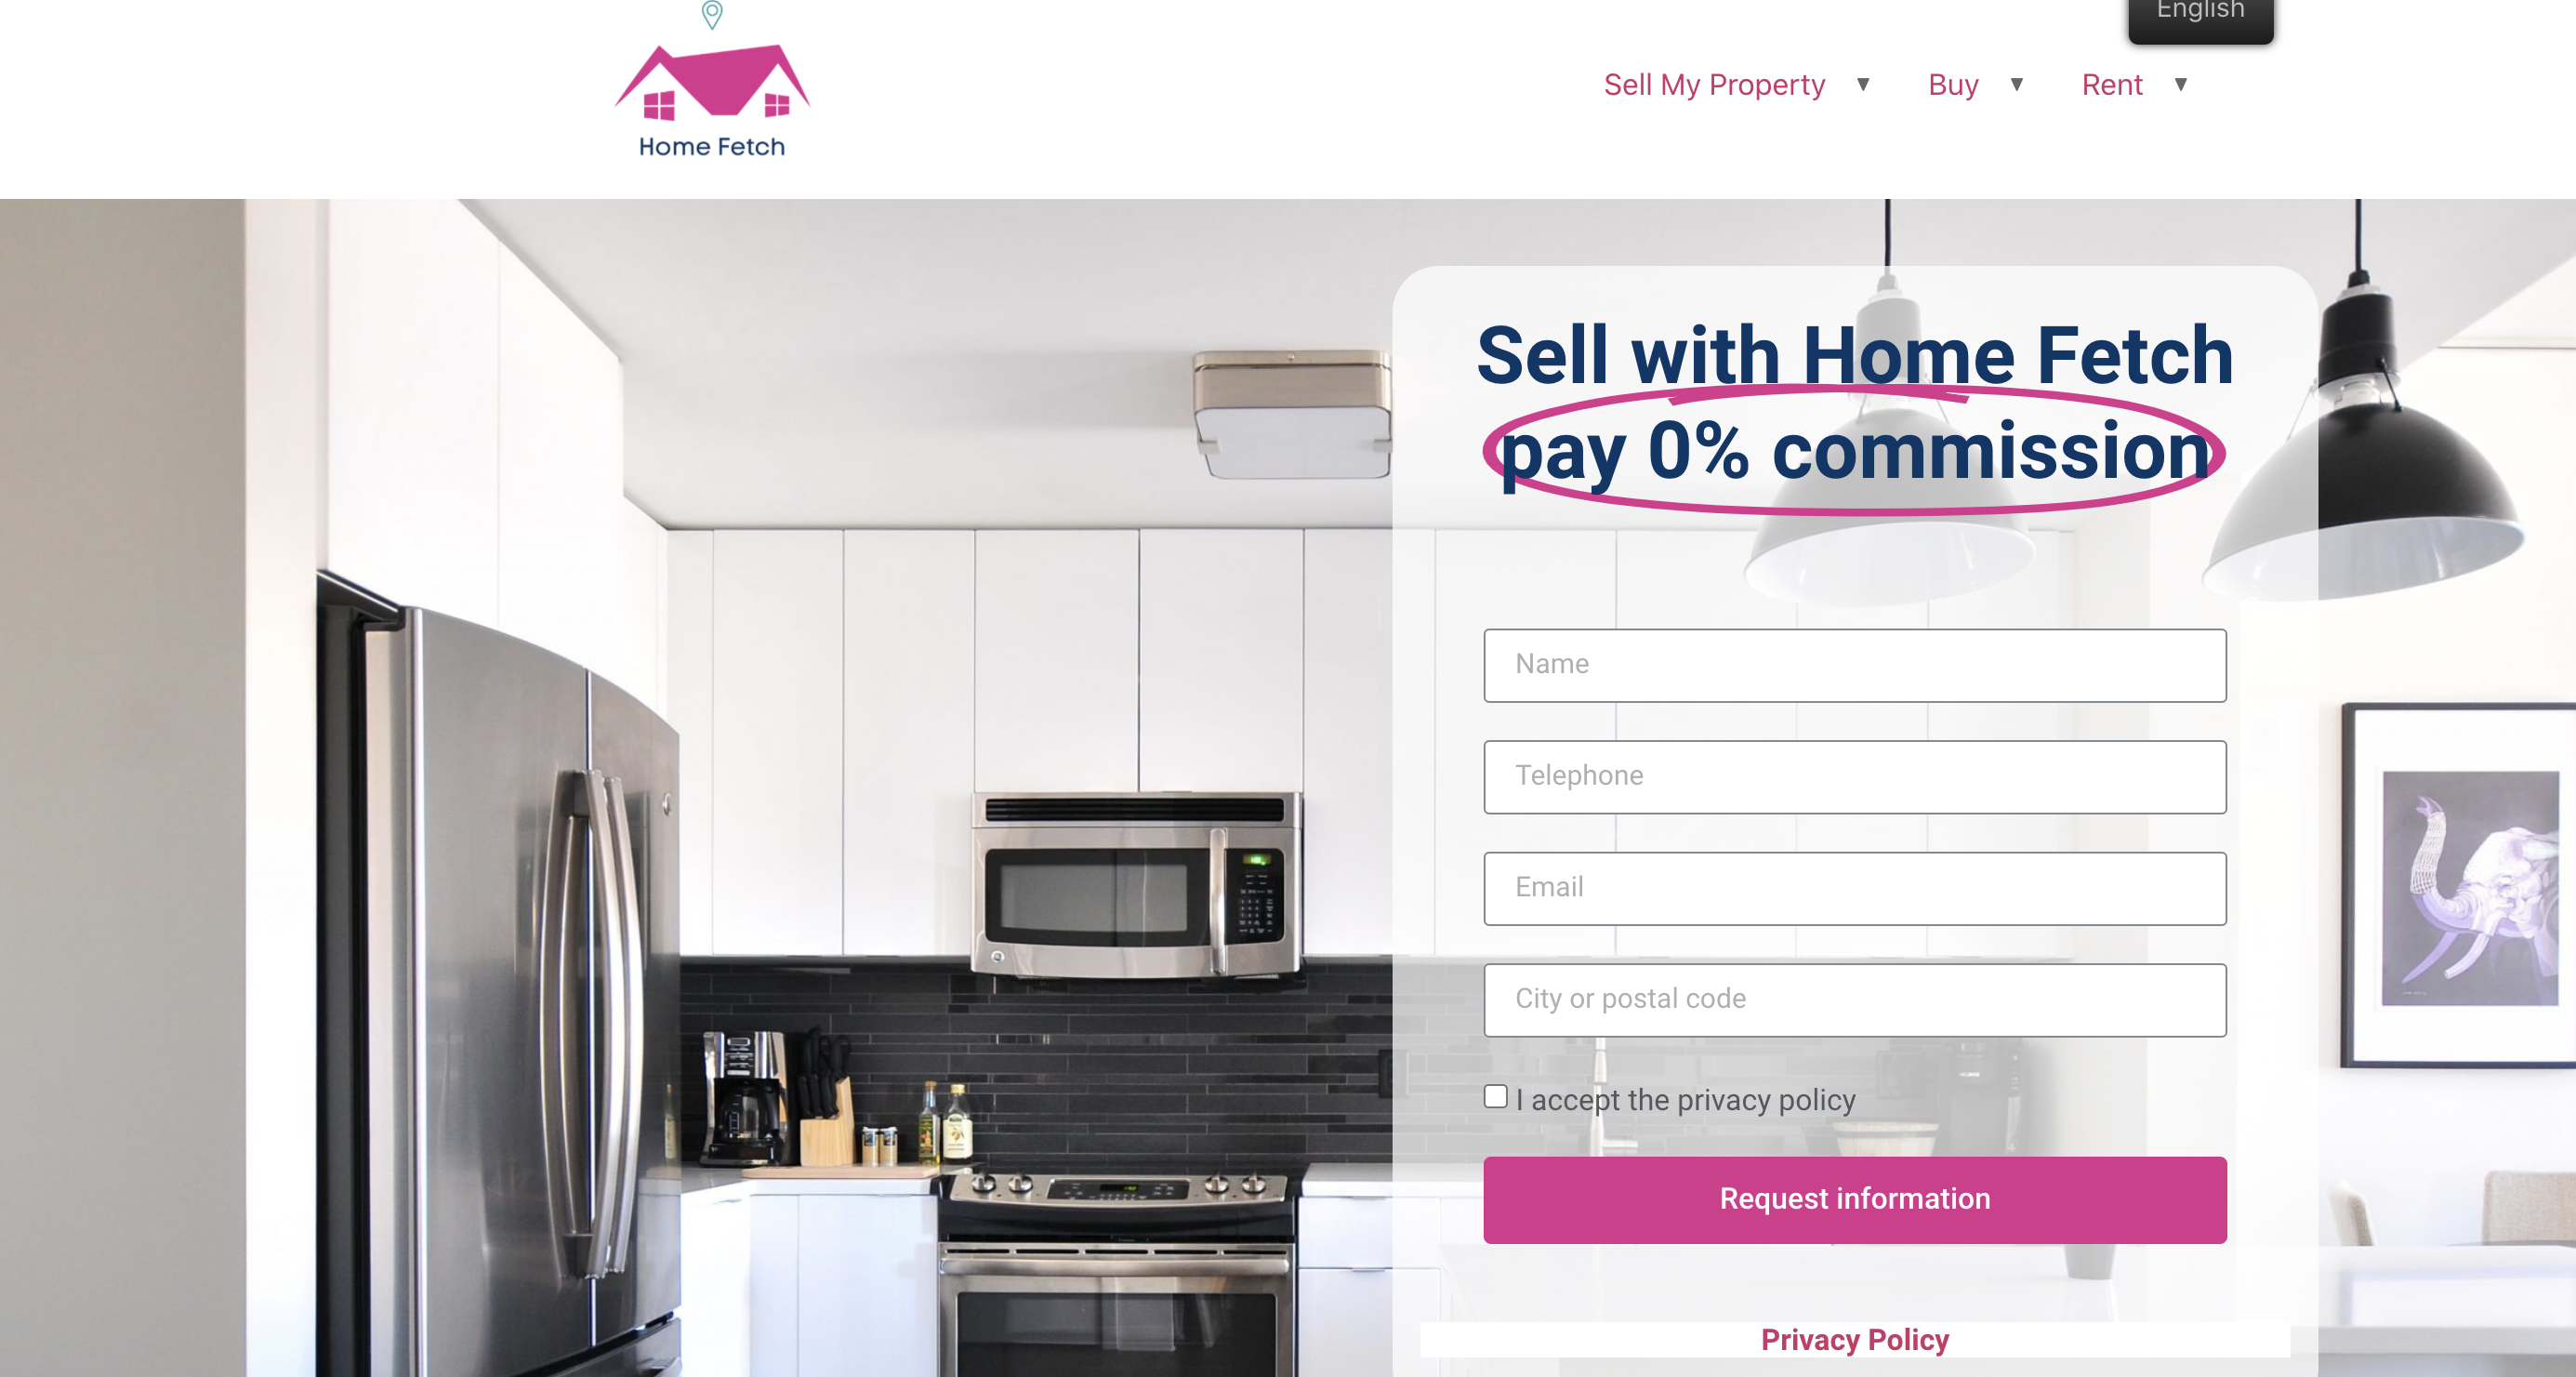 English
Home Fetch
Sell My Property
Buy
Rent
Sell with Home Fetch
pay 0% commission
Name
Telephone
Email
City or postal code
I accept the privacy policy
Request information
Privacy Policy